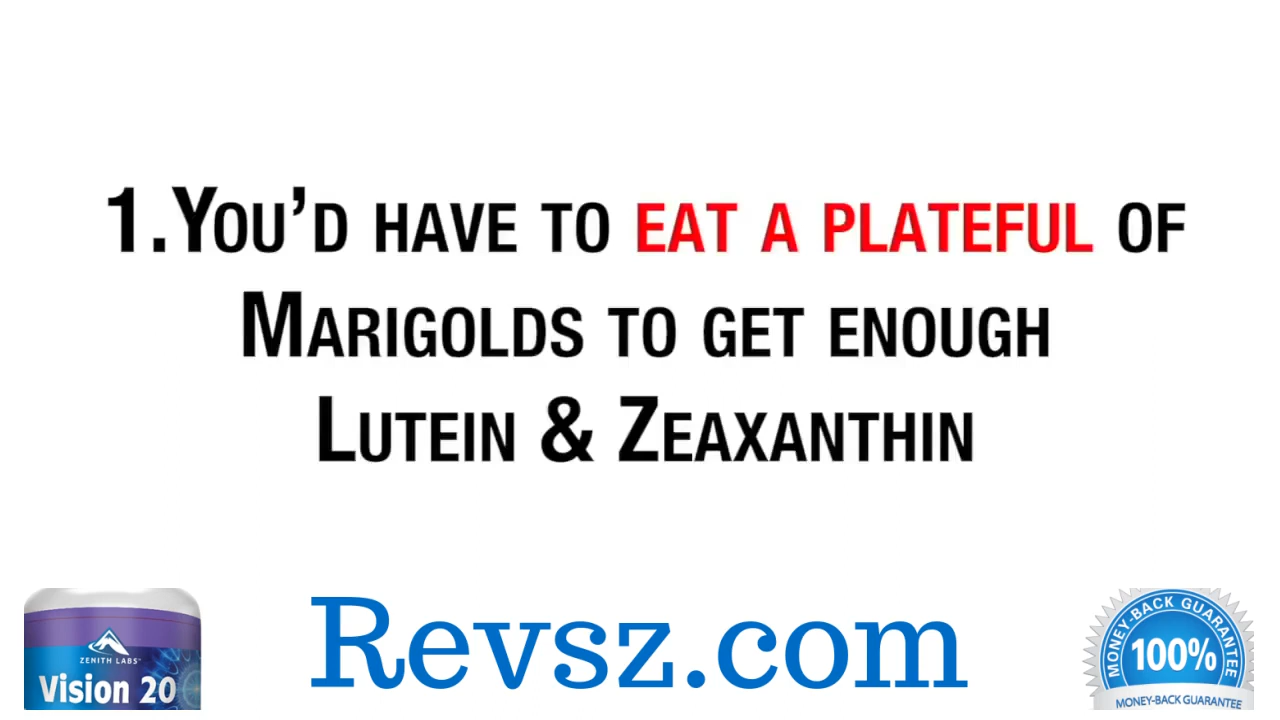 1.You’d have to eat a plateful of
Marigolds to get enough
Lutein & Zeaxanthin
ZENITH LABS™
Vision 20
Revsz.com
MONEY-BACK GUARANTEE
100%
MONEY-BACK GUARANTEE